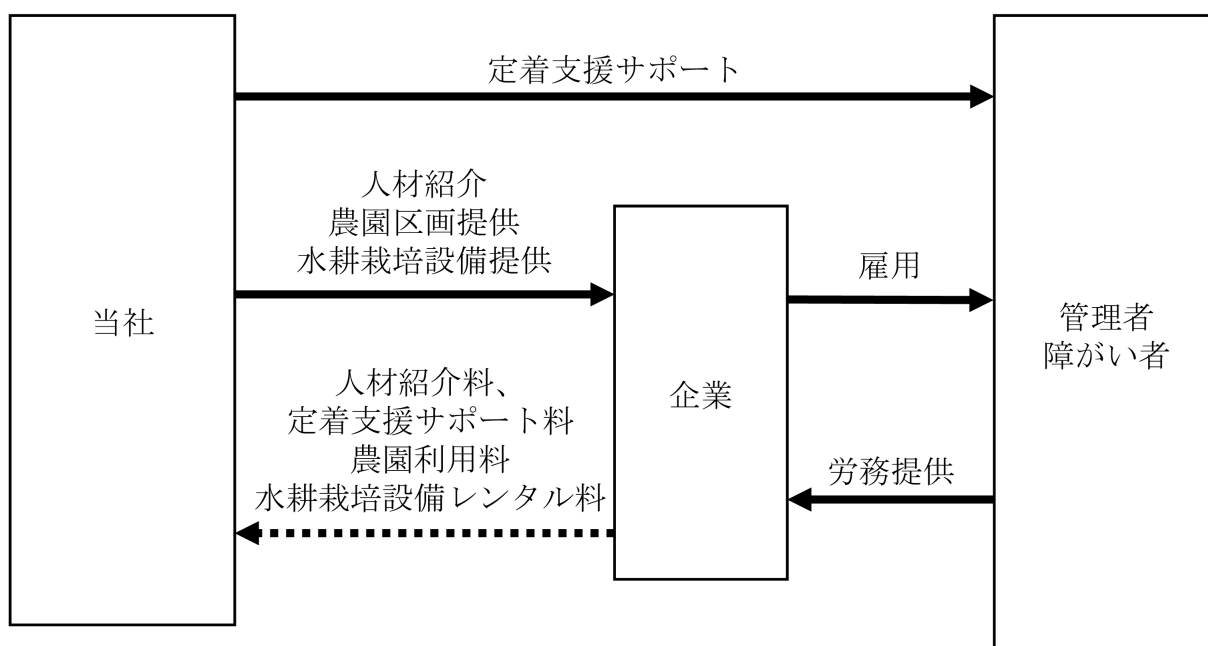 定着支援サポート
人材紹介
農園区画提供
水耕栽培設備提供
雇用
当社
管理者
障がい者
人材紹介料、
定着支援サポート料
農園利用料
水耕栽培設備レンタル料
企業
労務提供